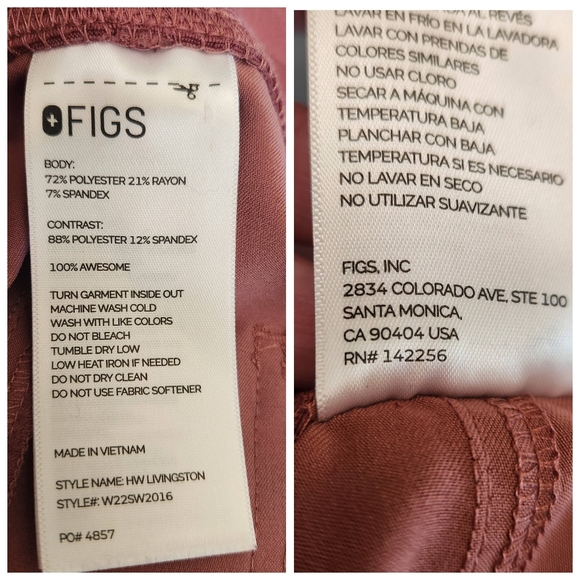 FIGS
BODY:
72% POLYESTER 21% RAYON
7% SPANDEX
CONTRAST:
88% POLYESTER 12% SPANDEX
100% AWESOME
TURN GARMENT INSIDE OUT
MACHINE WASH COLD
WASH WITH LIKE COLORS
DO NOT BLEACH
TUMBLE DRY LOW
LOW HEAT IRON IF NEEDED
DO NOT DRY CLEAN
DO NOT USE FABRIC SOFTENER
MADE IN VIETNAM
STYLE NAME: HW LIVINGSTON
STYLE#: W22SW2016
PO# 4857
AL REVÉS
LAVAR EN FRÍO EN LA LAVADORA
LAVAR CON PRENDAS DE
COLORES SIMILARES
NO USAR CLORO
SECAR A MÁQUINA CON
TEMPERATURA BAJA
PLANCHAR CON BAJA
TEMPERATURA SI ES NECESARIO
NO LAVAR EN SECO
NO UTILIZAR SUAVIZANTE
FIGS, INC
2834 COLORADO AVE, STE 100
SANTA MONICA,
CA 90404 USA
RN# 142256